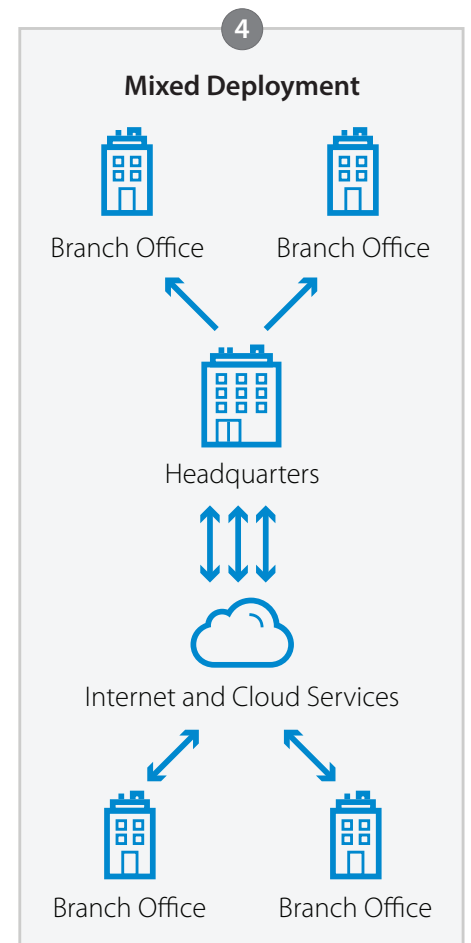 4
Mixed Deployment
Branch Office Branch Office
Headquarters
Internet and Cloud Services
Branch Office Branch Office